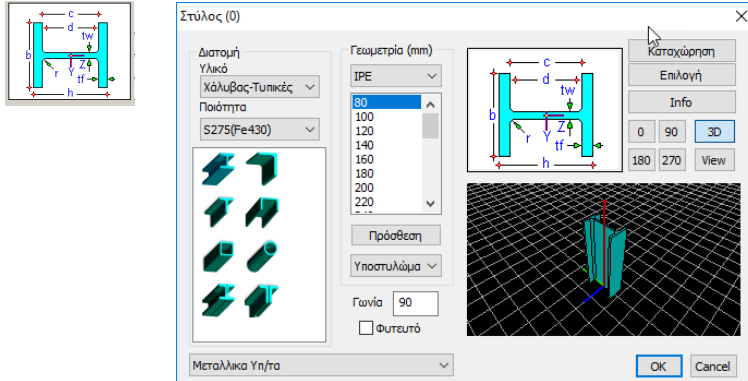 c
d
tw
b
r
Y
Z
tf
h
Στύλος (0)
Διατομή
Υλικό
Χάλυβας-Τυπικές
Ποιότητα
S275(Fe430)
Γεωμετρία (mm)
IPE
80
100
120
140
160
180
200
220
Πρόσθεση
Υποστυλώμα
Γωνία 90
Φυτευτό
c
d
tw
b
r
Y
Z
tf
h
Καταχώρηση
Επιλογή
Info
0 90 3D
180 270 View
Μεταλλικα Υπ/τα
OK Cancel